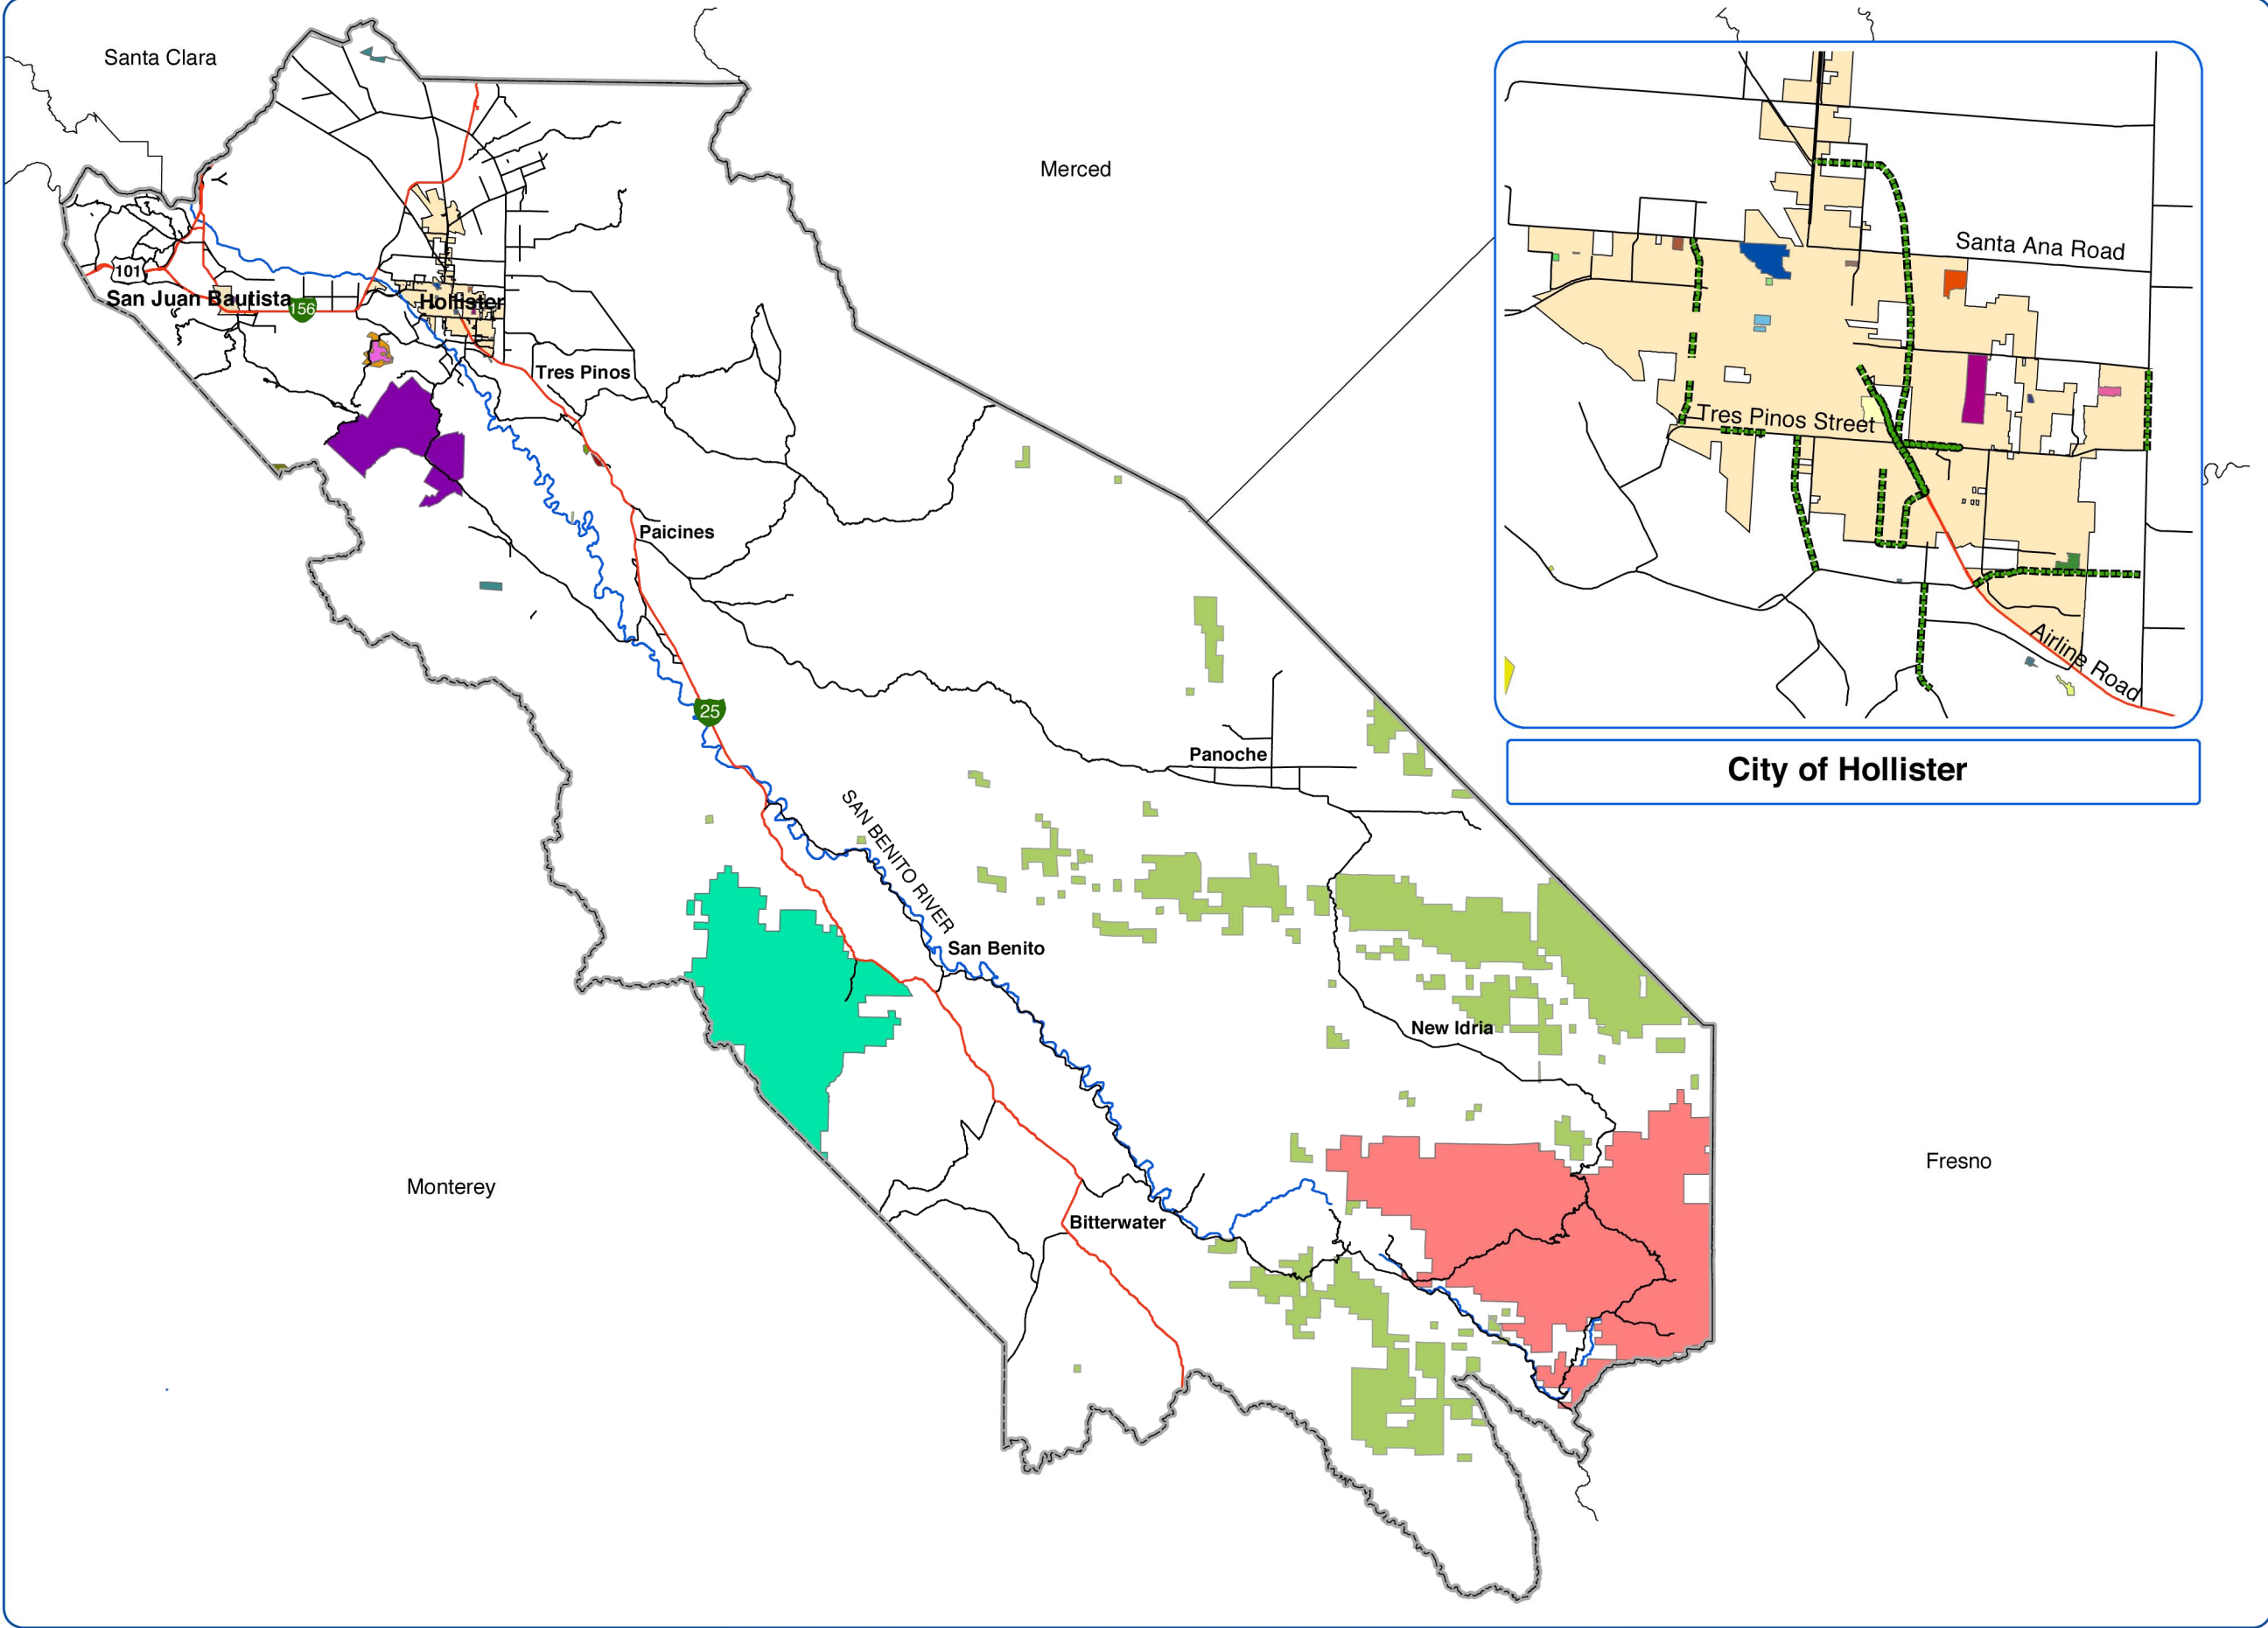 Santa Clara
Merced
Santa Ana Road
101
San Juan Bautista
156
Hollister
Tres Pinos
Tres Pinos Street
Paicines
Airline Road
25
Panoche
City of Hollister
SAN BENITO RIVER
San Benito
New Idria
Monterey
Fresno
Bitterwater